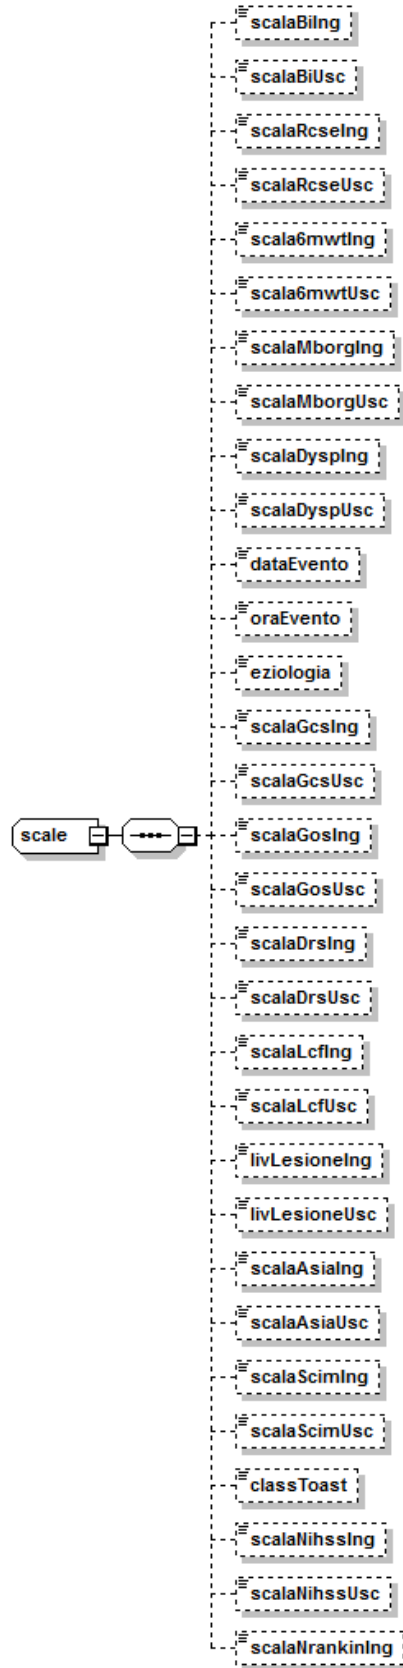 scalaBiIng
scalaBiUsc
scalaRcseIng
scalaRcseUsc
scala6mwtIng
scala6mwtUsc
scalaMborgIng
scalaMborgUsc
scalaDyspIng
scalaDyspUsc
dataEvento
oraEvento
eziologia
scalaGcsIng
scalaGcsUsc
scale
scalaGosIng
scalaGosUsc
scalaDrsIng
scalaDrsUsc
scalaLcfIng
scalaLcfUsc
livLesioneIng
livLesioneUsc
scalaAsiaIng
scalaAsiaUsc
scalaScimIng
scalaScimUsc
classToast
scalaNihssIng
scalaNihssUsc
scalaNrankinIng